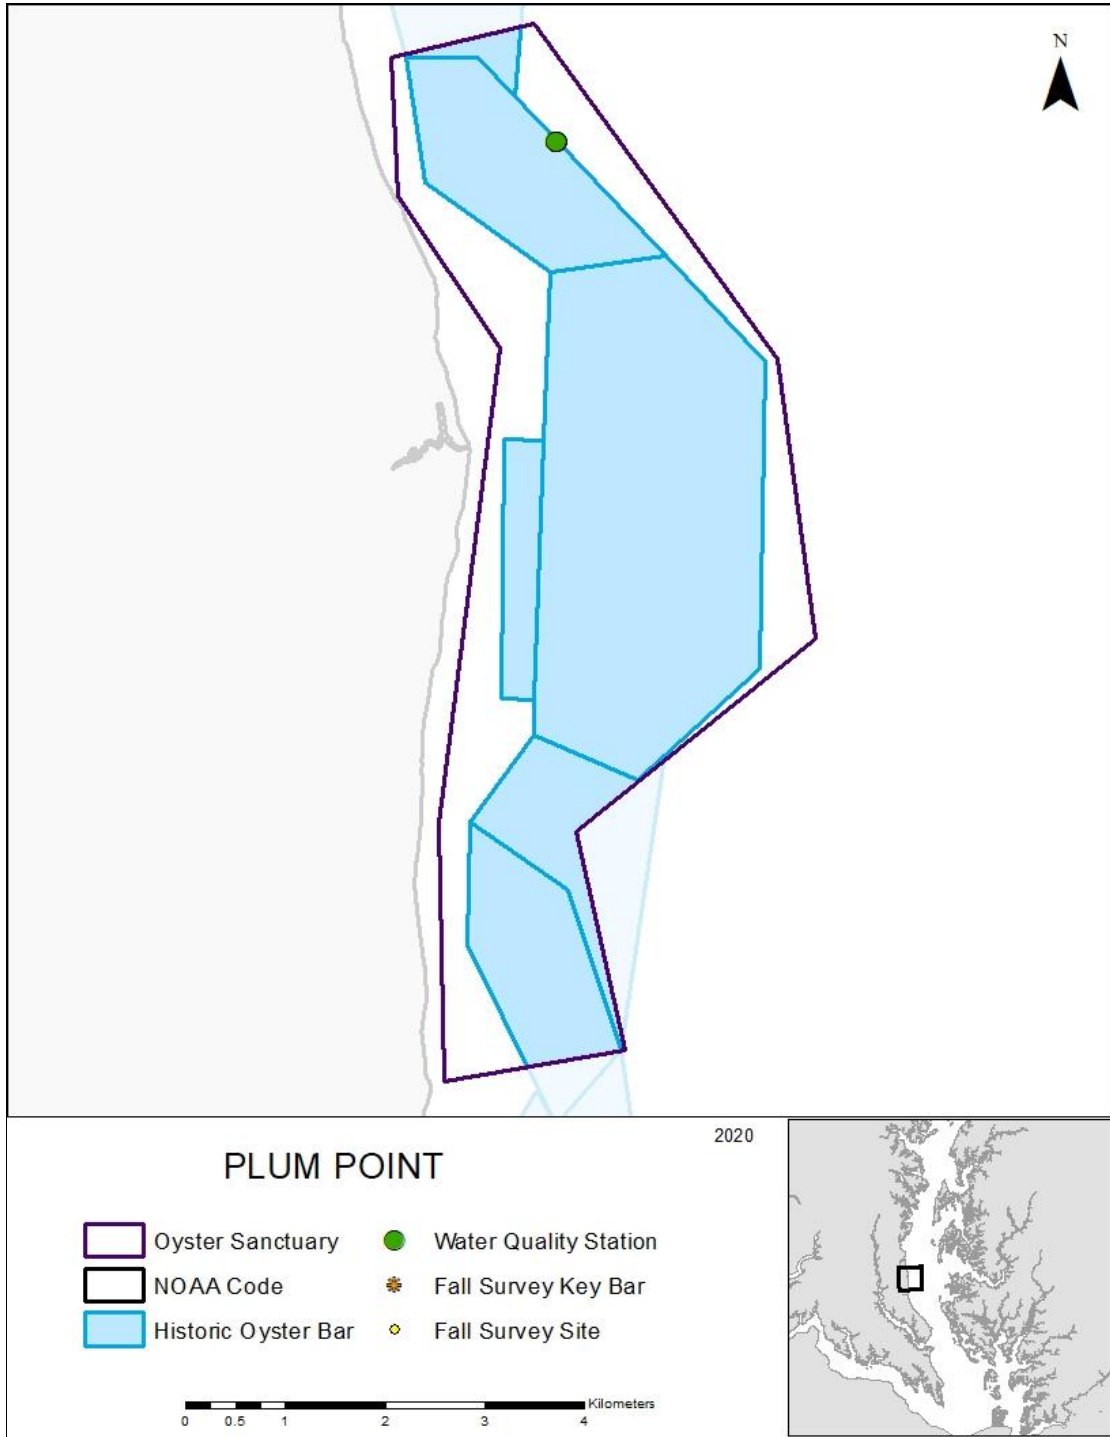 N
2020
PLUM POINT
Oyster Sanctuary
Water Quality Station
NOAA Code
Fall Survey Key Bar
Historic Oyster Bar
Fall Survey Site
Kilometers
0 0.5 1 2 3 4